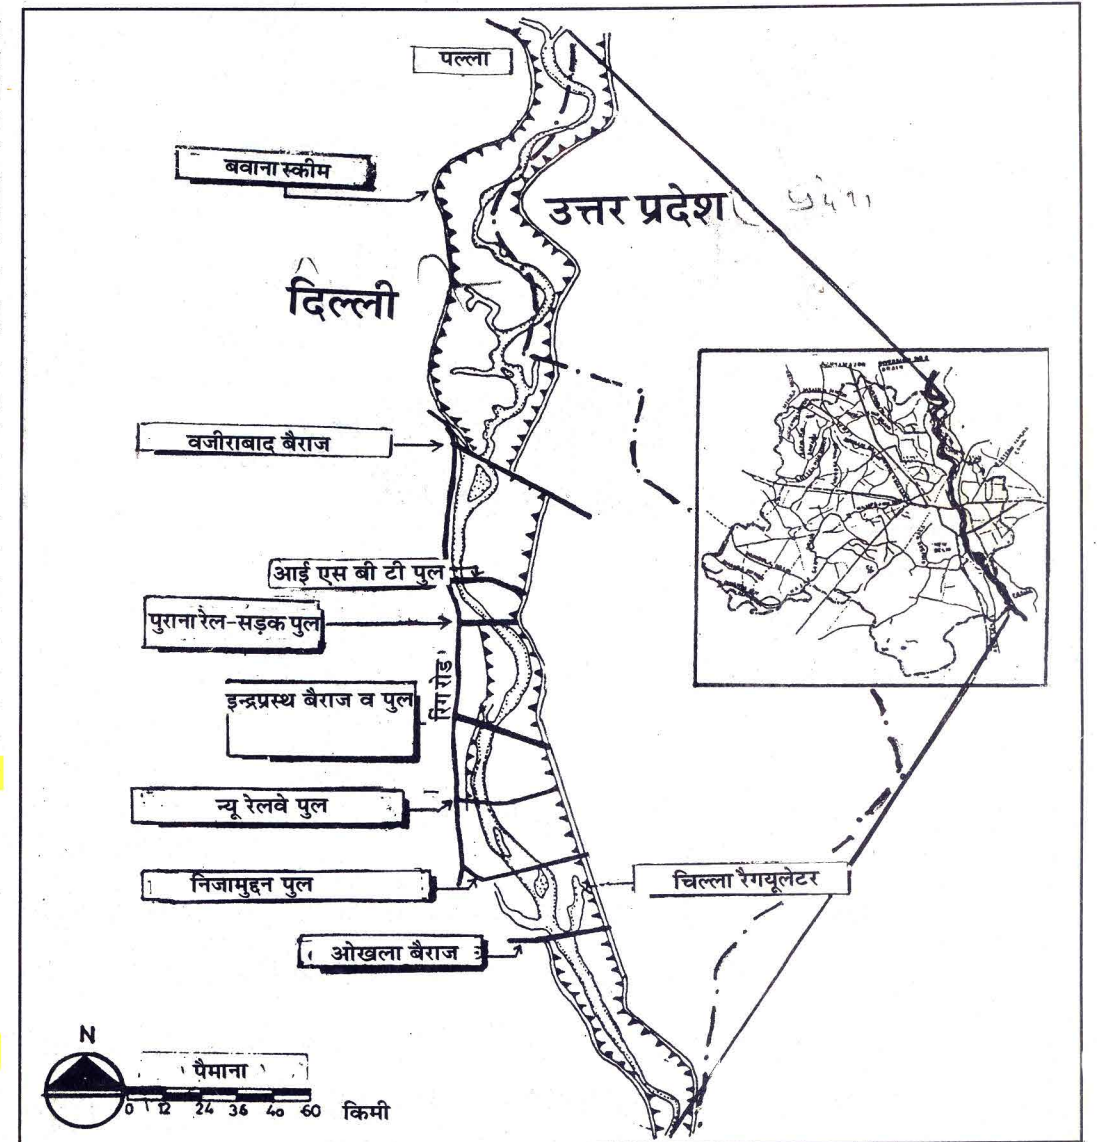 पल्ला
बवाना स्कीम
उत्तर प्रदेश
दिल्ली
वजीराबाद बैराज
आई एस बी टी पुल
पुराना रेल-सड़क पुल
रिंग रोड
इन्द्रप्रस्थ बैराज व पुल
न्यू रेलवे पुल
निजामुद्दन पुल
चिल्ला रैगयूलेटर
ओखला बैराज
N
पैमाना
0 12 24 36 40 60 किमी